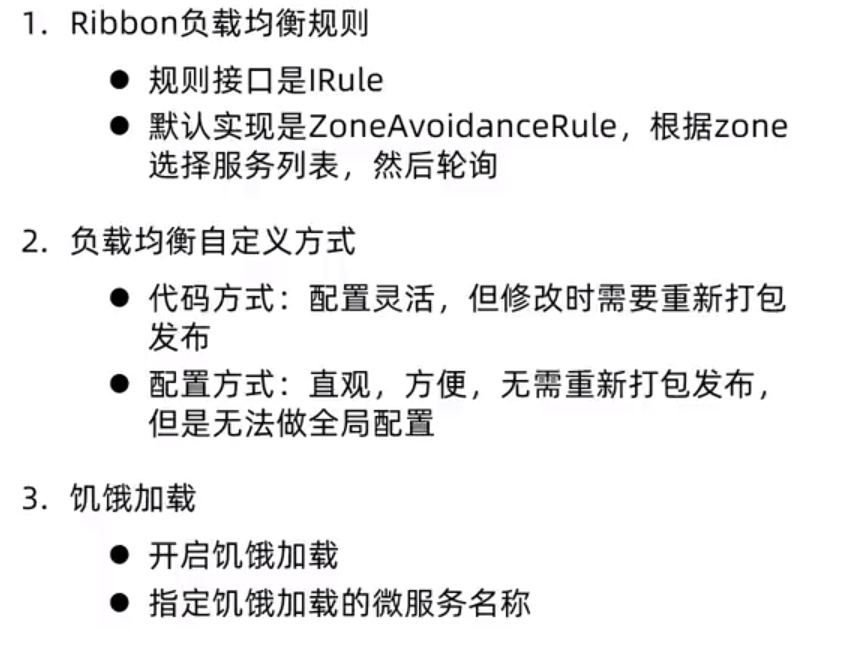 1. Ribbon负载均衡规则
● 规则接口是IRule
● 默认实现是ZoneAvoidanceRule，根据zone
选择服务列表，然后轮询
2. 负载均衡自定义方式
● 代码方式：配置灵活，但修改时需要重新打包
发布
● 配置方式：直观，方便，无需重新打包发布，
但是无法做全局配置
3. 饥饿加载
● 开启饥饿加载
● 指定饥饿加载的微服务名称